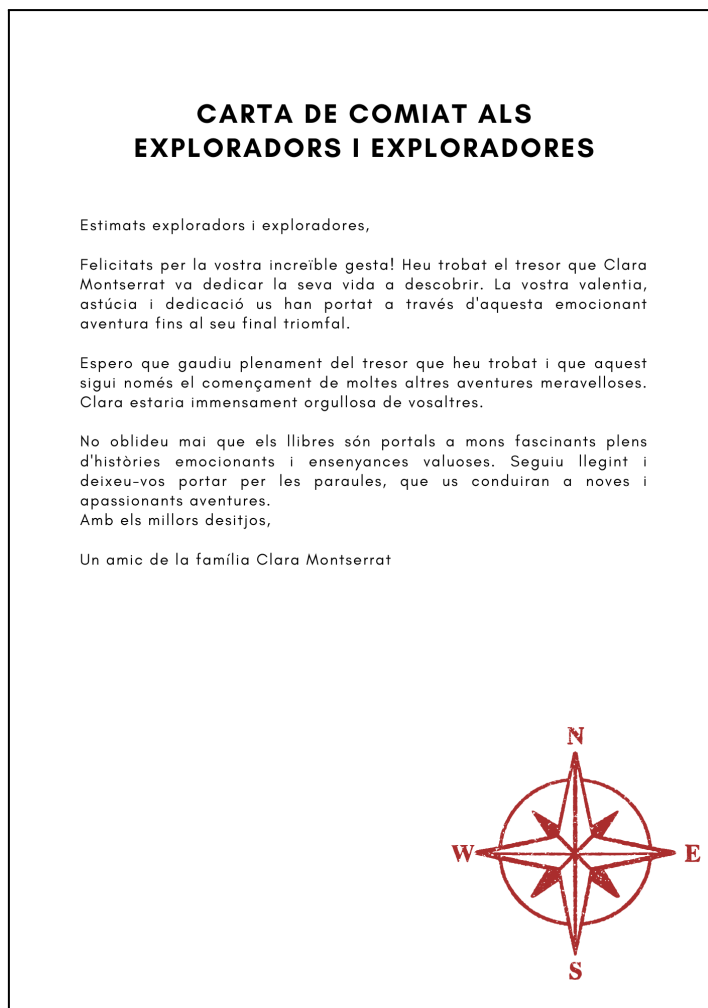 CARTA DE COMIAT ALS
EXPLORADORS I EXPLORADORES
Estimats exploradors i exploradores,
Felicitats per la vostra increïble gesta! Heu trobat el tresor que Clara
Montserrat va dedicar la seva vida a descobrir. La vostra valentia,
astúcia i dedicació us han portat a través d'aquesta emocionant
aventura fins al seu final triomfal.
Espero que gaudiu plenament del tresor que heu trobat i que aquest
sigui només el començament de moltes altres aventures meravelloses.
Clara estaria immensament orgullosa de vosaltres.
No oblideu mai que els llibres són portals a mons fascinants plens
d'històries emocionants i ensenyances valuoses. Seguiu llegint i
deixeu-vos portar per les paraules, que us conduiran a noves i
apassionants aventures.
Amb els millors desitjos,
Un amic de la família Clara Montserrat
N
W
E
S